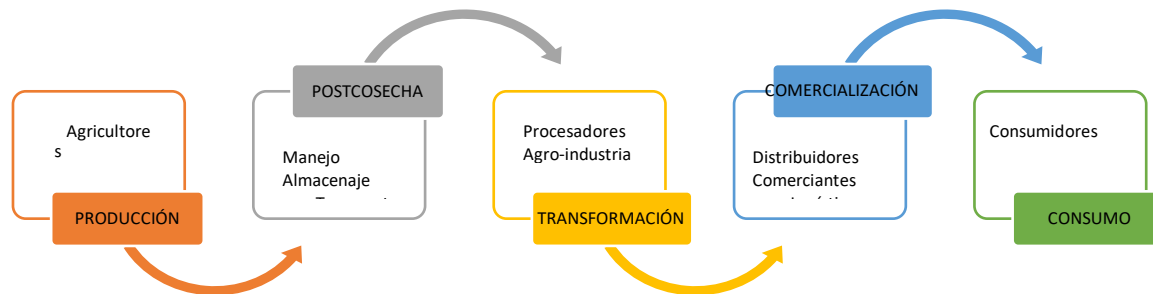 Agricultore
s
PRODUCCIÓN
POSTCOSECHA
Manejo
Almacenaje
Procesadores
Agro-industria
TRANSFORMACIÓN
COMERCIALIZACIÓN
Distribuidores
Comerciantes
Consumidores
CONSUMO